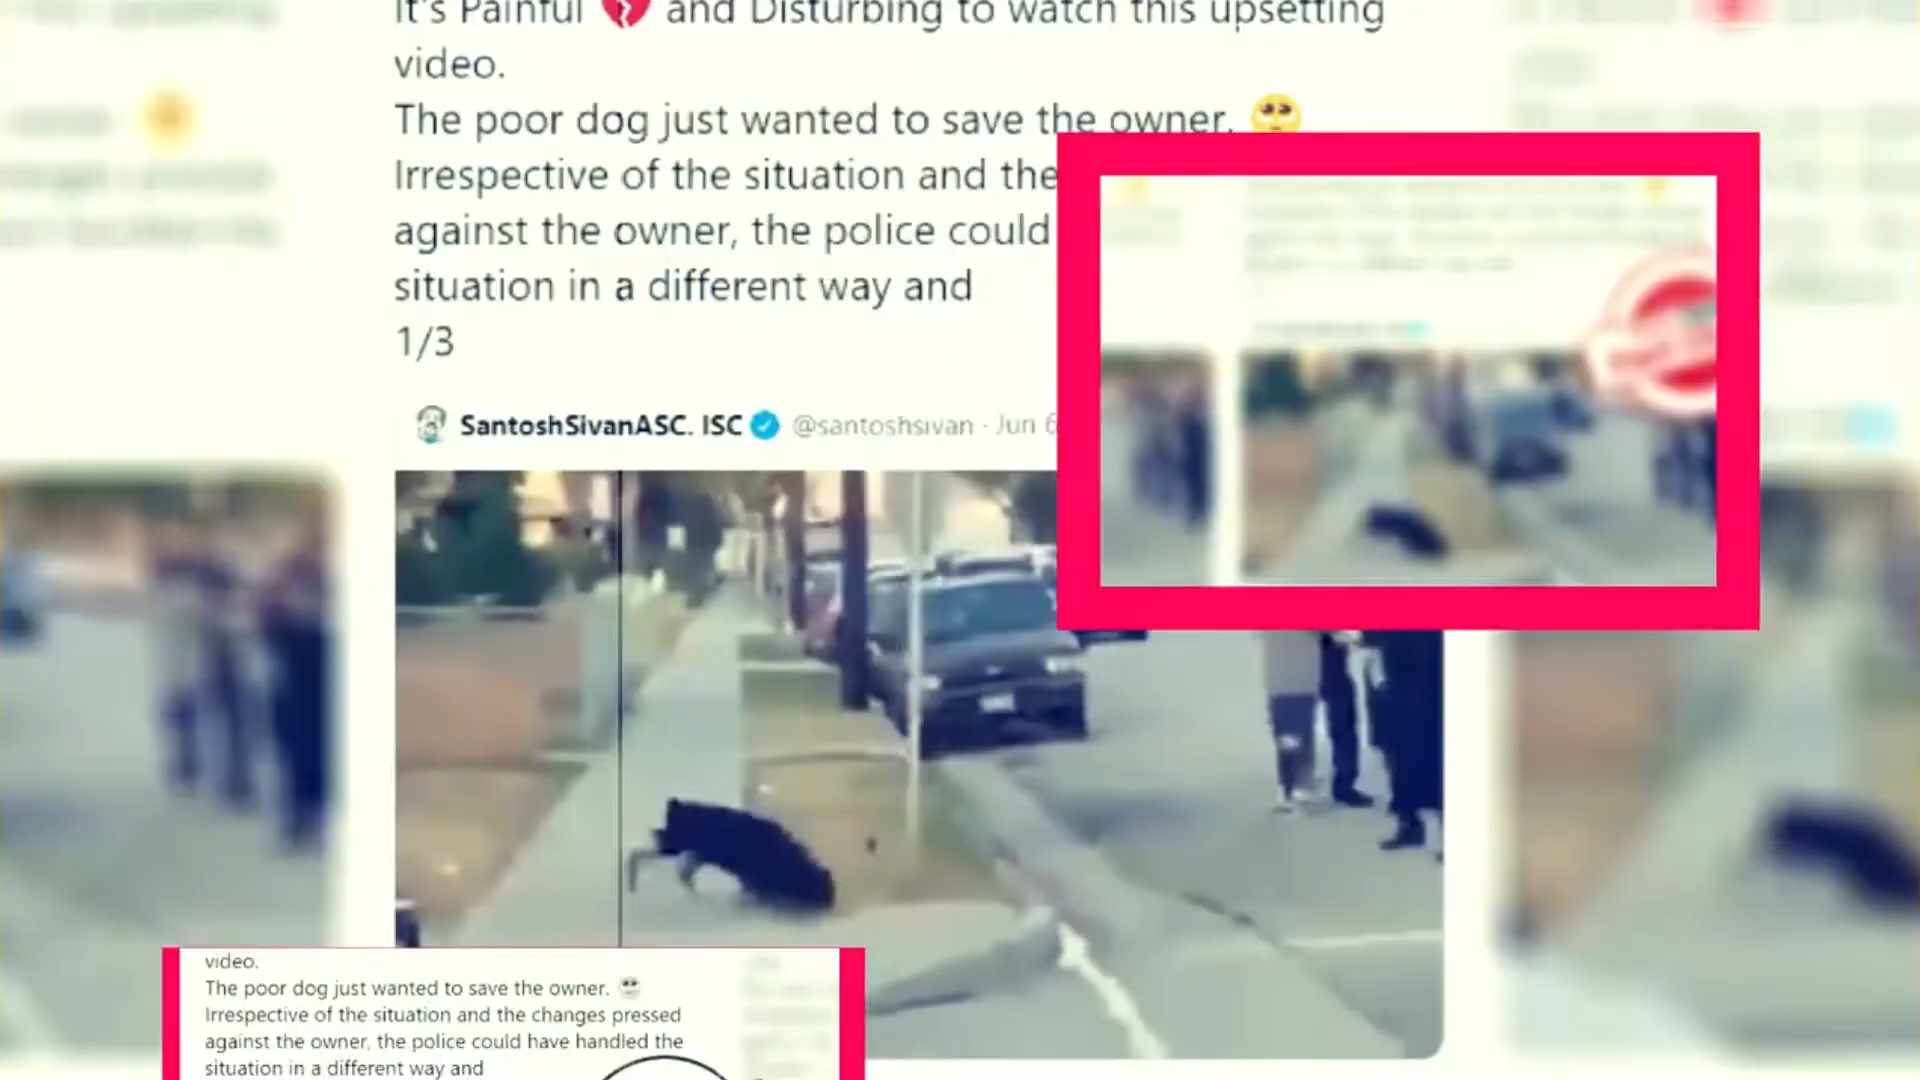 It's Painful 💔 and Disturbing to watch this upsetting
video.
The poor dog just wanted to save the owner. 🥺
Irrespective of the situation and the
against the owner, the police could
situation in a different way and
1/3
SantoshSivanASC. ISC @santoshsivan · Jun 6
video.
The poor dog just wanted to save the owner.
Irrespective of the situation and the changes pressed
against the owner, the police could have handled the
situation in a different way and